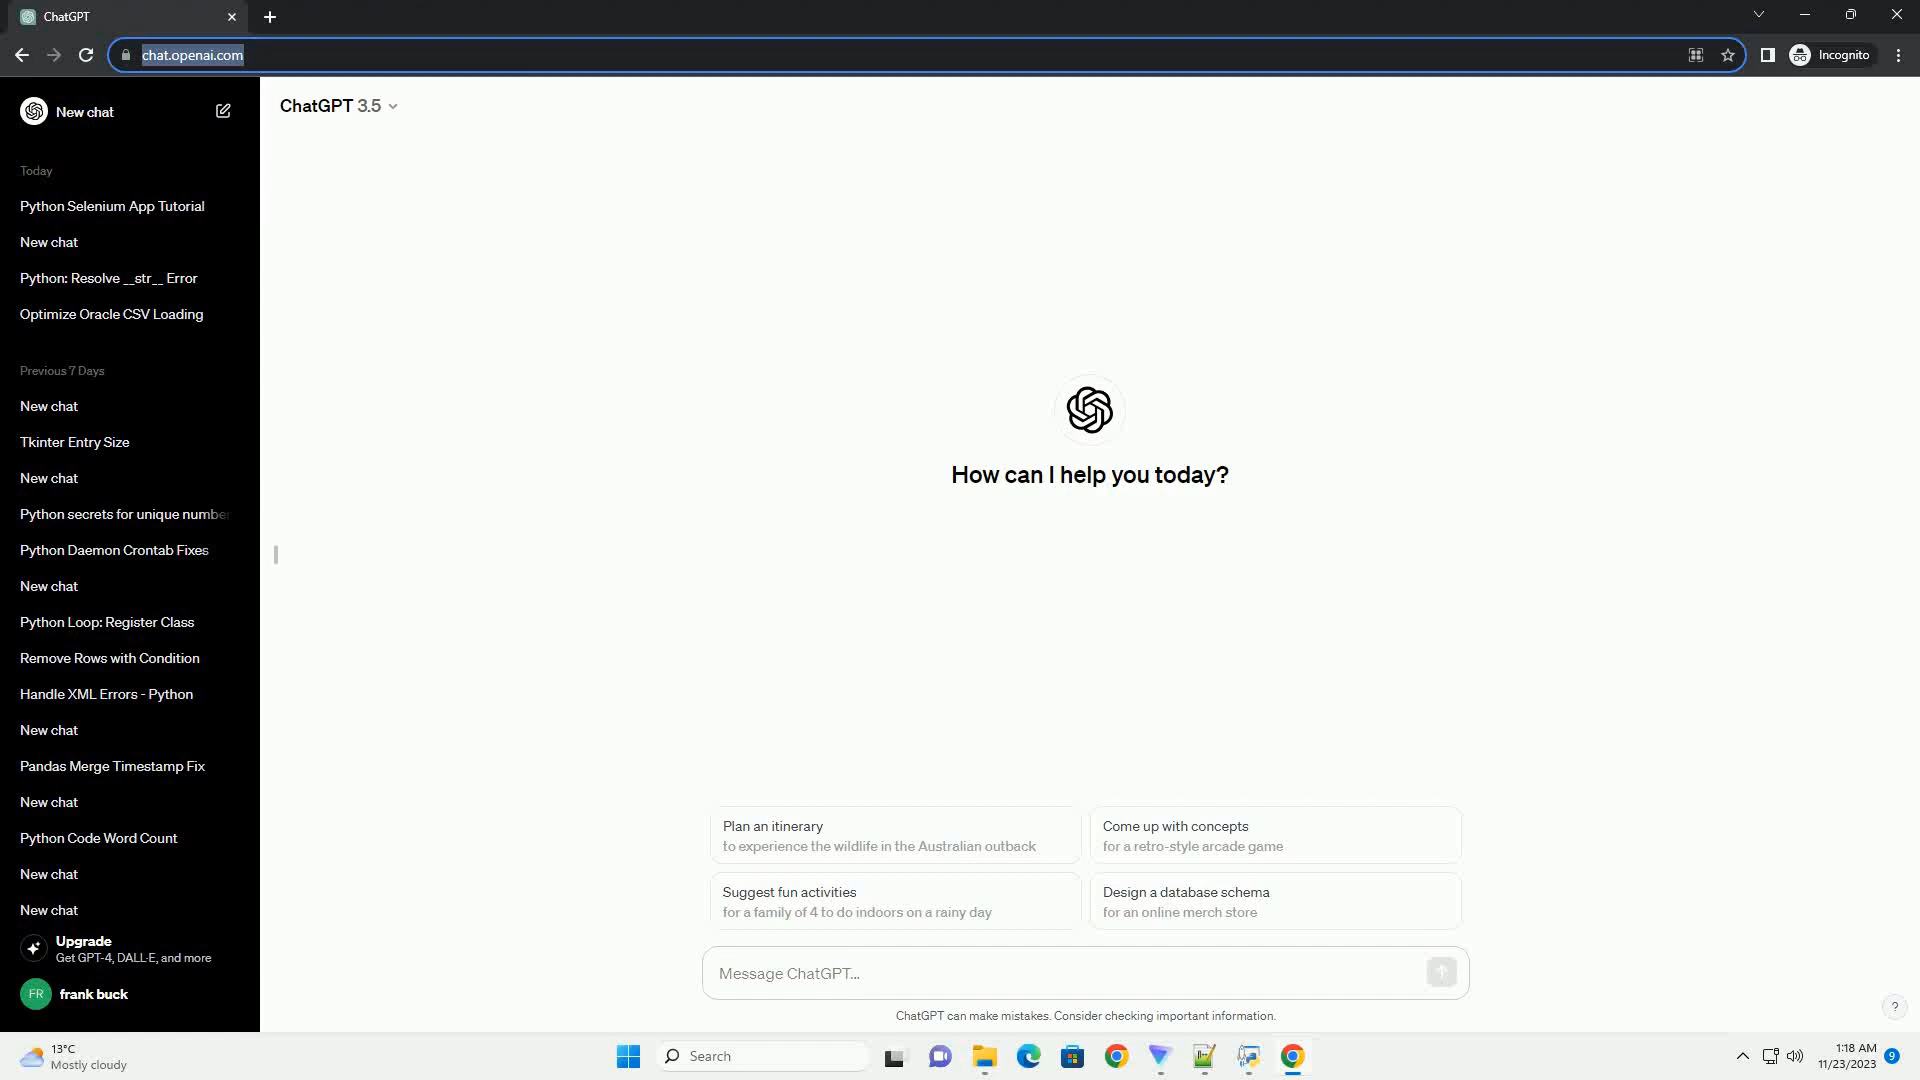 ChatGPT
chat.openai.com
Incognito
New chat
Today
Python Selenium App Tutorial
New chat
Python: Resolve __str__ Error
Optimize Oracle CSV Loading
Previous 7 Days
New chat
Tkinter Entry Size
New chat
Python secrets for unique number
Python Daemon Crontab Fixes
New chat
Python Loop: Register Class
Remove Rows with Condition
Handle XML Errors - Python
New chat
Pandas Merge Timestamp Fix
New chat
Python Code Word Count
New chat
New chat
Upgrade
Get GPT-4, DALL·E, and more
FR frank buck
ChatGPT 3.5
How can I help you today?
Plan an itinerary
to experience the wildlife in the Australian outback
Come up with concepts
for a retro-style arcade game
Suggest fun activities
for a family of 4 to do indoors on a rainy day
Design a database schema
for an online merch store
Message ChatGPT...
ChatGPT can make mistakes. Consider checking important information.
?
13°C
Mostly cloudy
Search
1:18 AM
11/23/2023
9